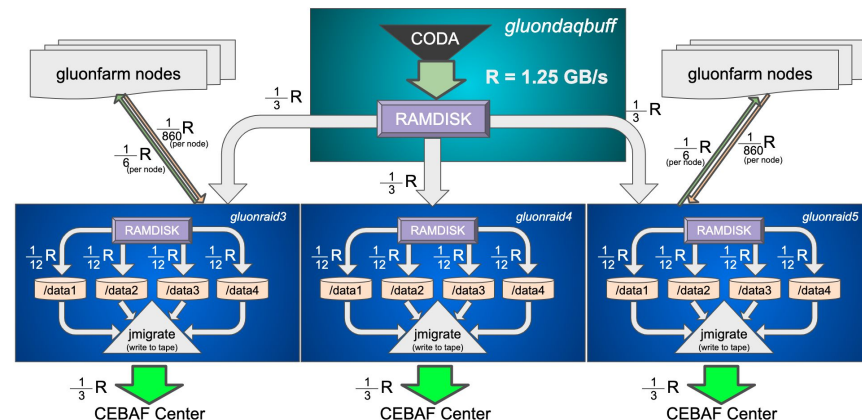 CODA
gluondaqbuff
R = 1.25 GB/s
RAMDISK
gluonfarm nodes
gluonfarm nodes
1/3 R
1/3 R
1/3 R
1/860 R
(per node)
1/6 R
(per node)
1/6 R
(per node)
1/860 R
(per node)
gluonraid3
RAMDISK
1/12 R
1/12 R
1/12 R
1/12 R
/data1
/data2
/data3
/data4
jmigrate
(write to tape)
1/3 R
CEBAF Center
gluonraid4
RAMDISK
1/12 R
1/12 R
1/12 R
1/12 R
/data1
/data2
/data3
/data4
jmigrate
(write to tape)
1/3 R
CEBAF Center
gluonraid5
RAMDISK
1/12 R
1/12 R
1/12 R
1/12 R
/data1
/data2
/data3
/data4
jmigrate
(write to tape)
1/3 R
CEBAF Center